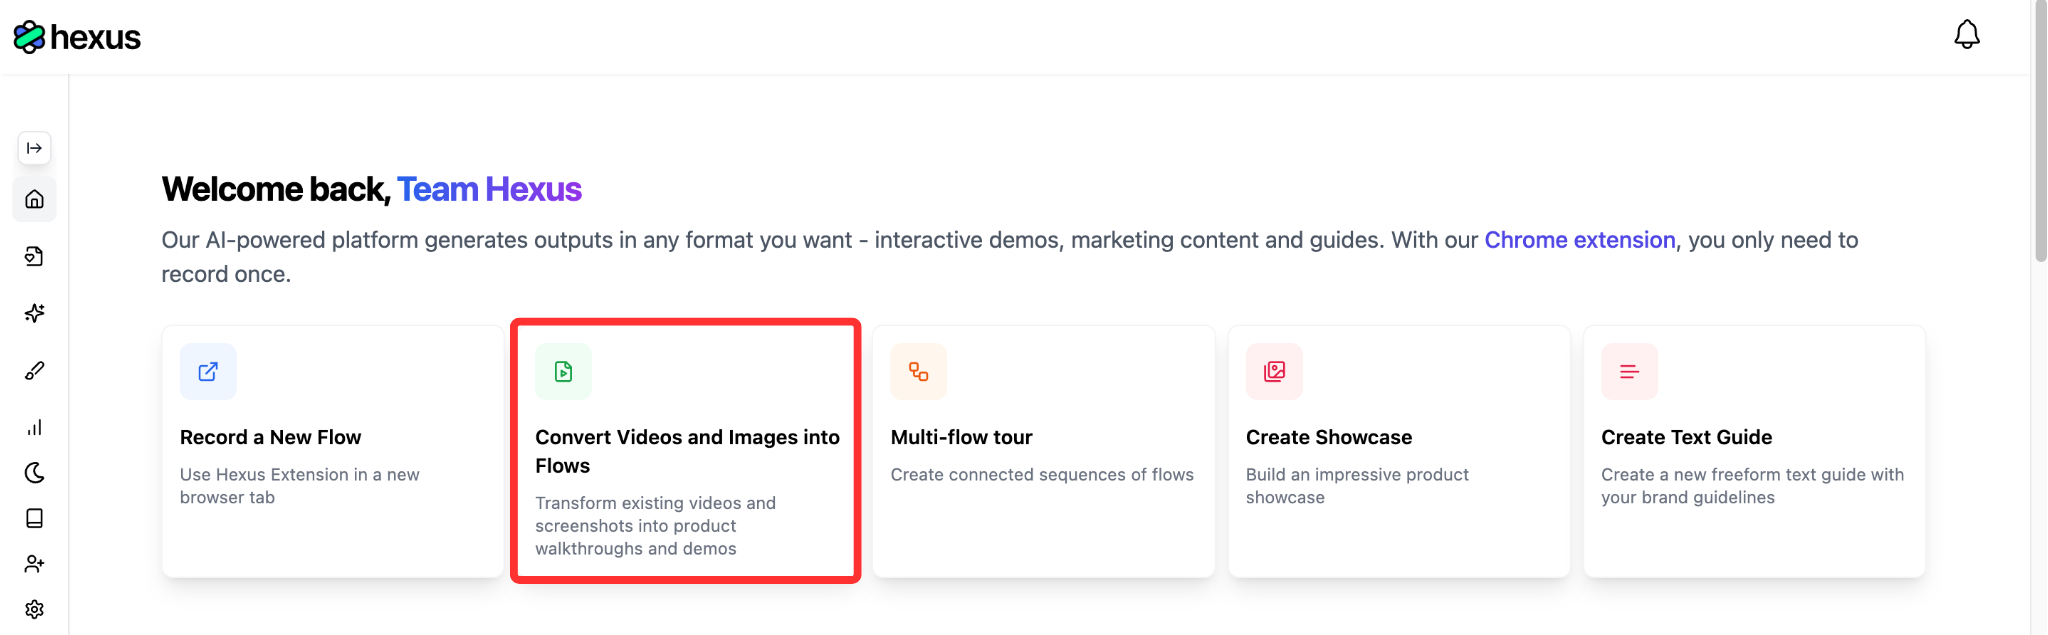 hexus
Welcome back, Team Hexus
Our AI-powered platform generates outputs in any format you want - interactive demos, marketing content and guides. With our Chrome extension, you only need to
record once.
Record a New Flow
Use Hexus Extension in a new
browser tab
Convert Videos and Images into
Flows
Transform existing videos and
screenshots into product
walkthroughs and demos
Multi-flow tour
Create connected sequences of flows
Create Showcase
Build an impressive product
showcase
Create Text Guide
Create a new freeform text guide with
your brand guidelines